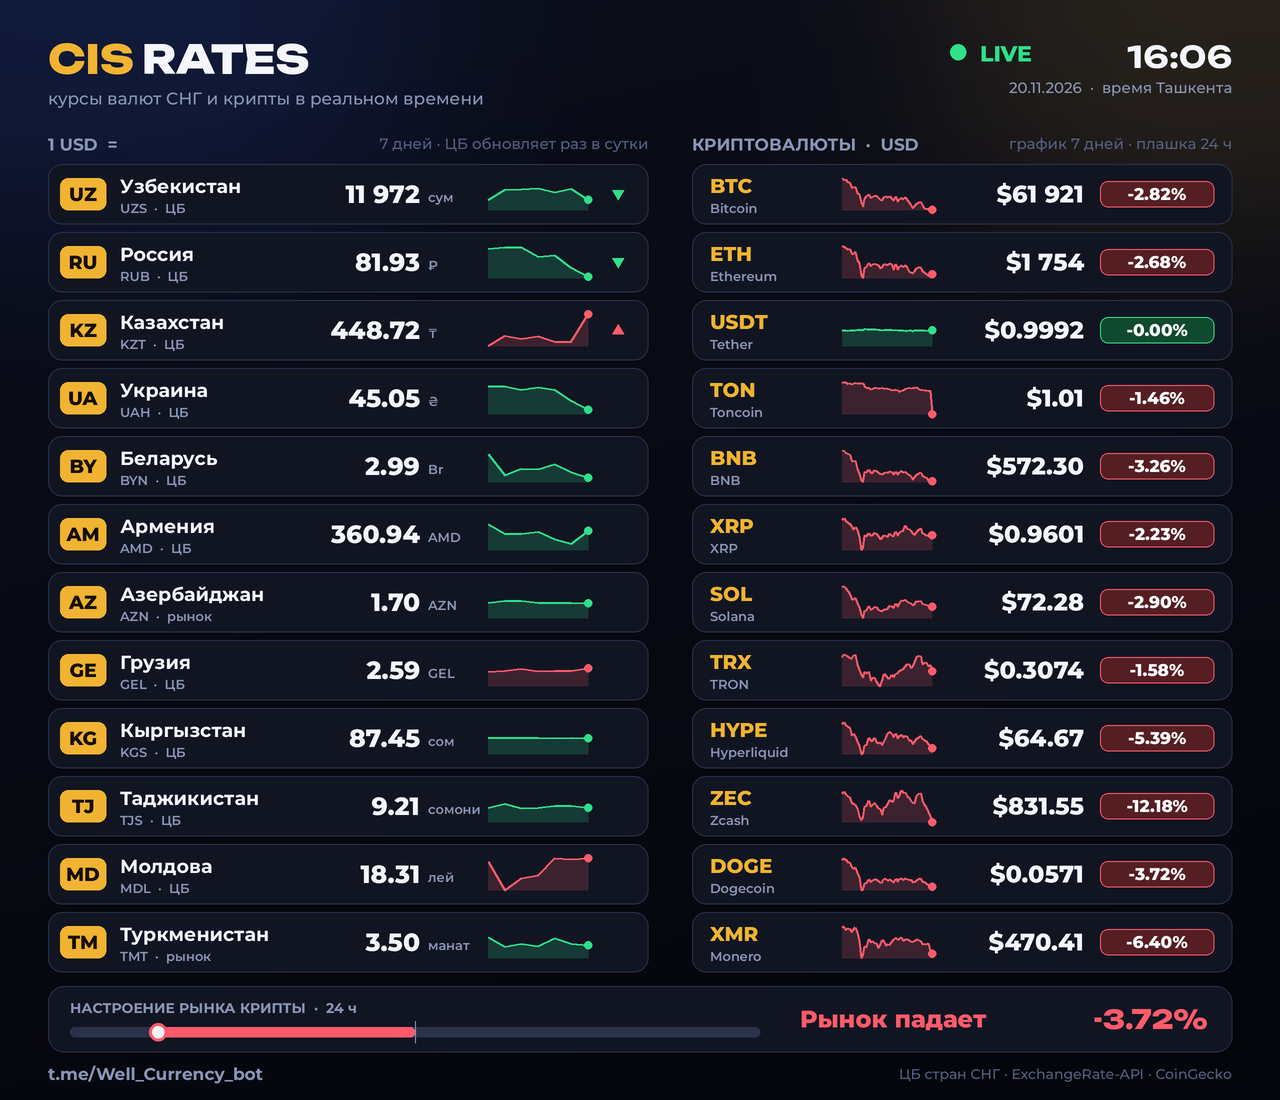 CIS RATES
LIVE 16:06
курсы валют СНГ и крипты в реальном времени
20.11.2026 · время Ташкента
1 USD =
7 дней · ЦБ обновляет раз в сутки
UZ Узбекистан 11 972 сум
UZS · ЦБ
RU Россия 81.93 ₽
RUB · ЦБ
KZ Казахстан 448.72 ₸
KZT · ЦБ
UA Украина 45.05 ₴
UAH · ЦБ
BY Беларусь 2.99 Br
BYN · ЦБ
AM Армения 360.94 AMD
AMD · ЦБ
AZ Азербайджан 1.70 AZN
AZN · рынок
GE Грузия 2.59 GEL
GEL · ЦБ
KG Кыргызстан 87.45 сом
KGS · ЦБ
TJ Таджикистан 9.21 сомони
TJS · ЦБ
MD Молдова 18.31 лей
MDL · ЦБ
TM Туркменистан 3.50 манат
TMT · рынок
КРИПТОВАЛЮТЫ · USD
график 7 дней · плашка 24 ч
BTC $61 921 -2.82%
Bitcoin
ETH $1 754 -2.68%
Ethereum
USDT $0.9992 -0.00%
Tether
TON $1.01 -1.46%
Toncoin
BNB $572.30 -3.26%
BNB
XRP $0.9601 -2.23%
XRP
SOL $72.28 -2.90%
Solana
TRX $0.3074 -1.58%
TRON
HYPE $64.67 -5.39%
Hyperliquid
ZEC $831.55 -12.18%
Zcash
DOGE $0.0571 -3.72%
Dogecoin
XMR $470.41 -6.40%
Monero
НАСТРОЕНИЕ РЫНКА КРИПТЫ · 24 ч
Рынок падает -3.72%
t.me/Well_Currency_bot
ЦБ стран СНГ · ExchangeRate-API · CoinGecko